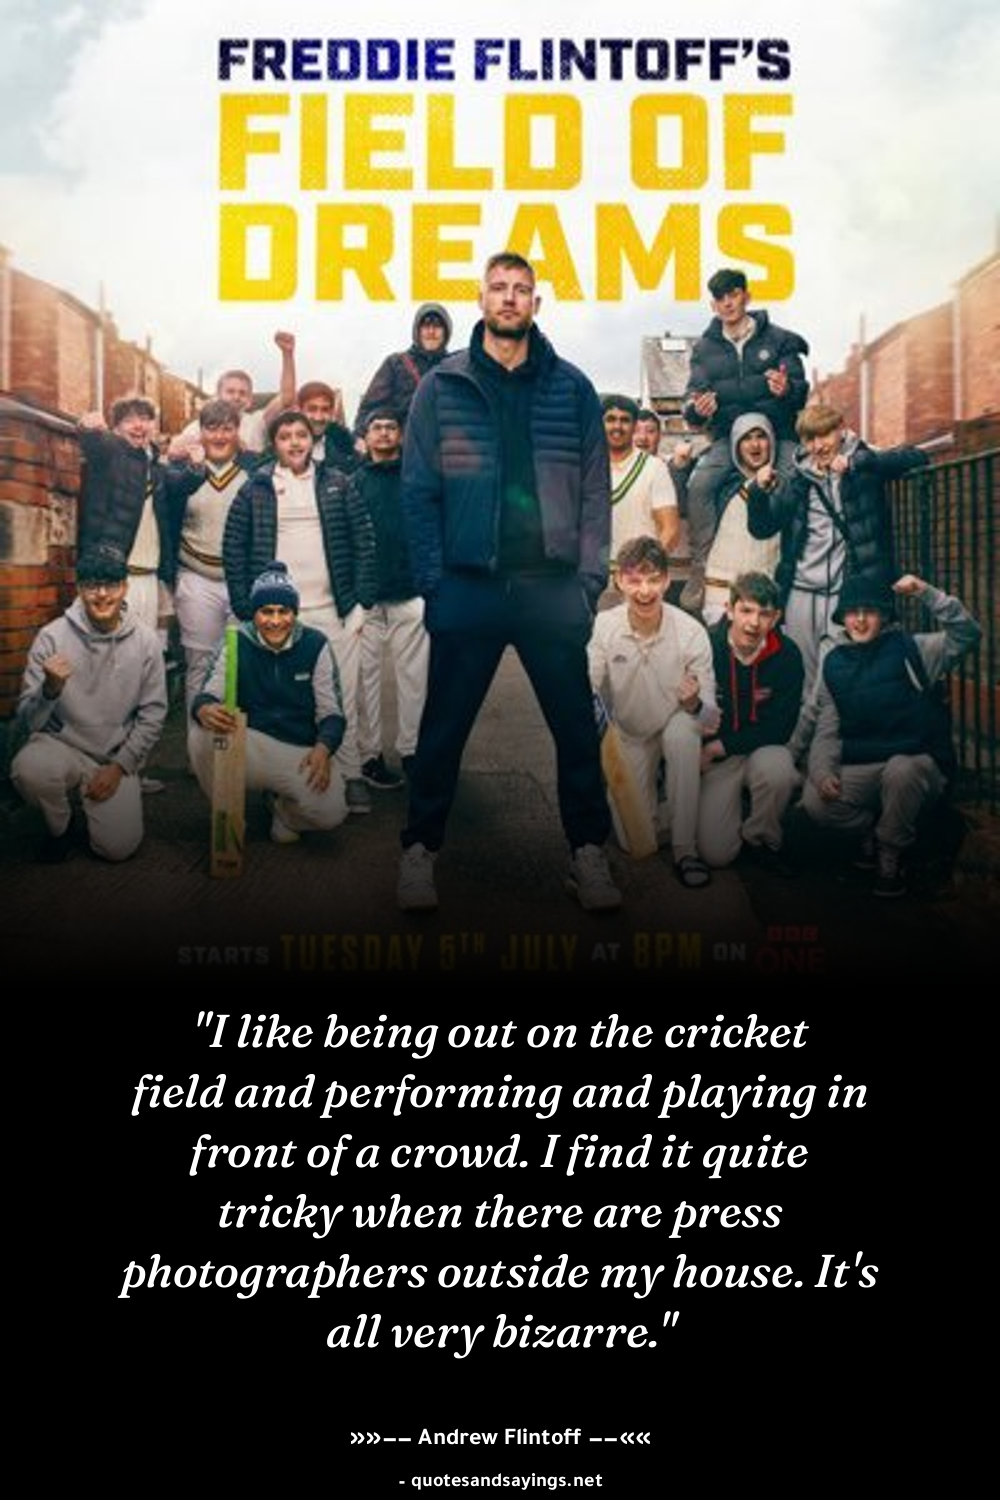 FREDDIE FLINTOFF'S
FIELD OF
DREAMS
STARTS TUESDAY 5TH JULY AT 8PM ON BBC ONE
"I like being out on the cricket
field and performing and playing in
front of a crowd. I find it quite
tricky when there are press
photographers outside my house. It's
all very bizarre."
»»−− Andrew Flintoff −−««
- quotesandsayings.net